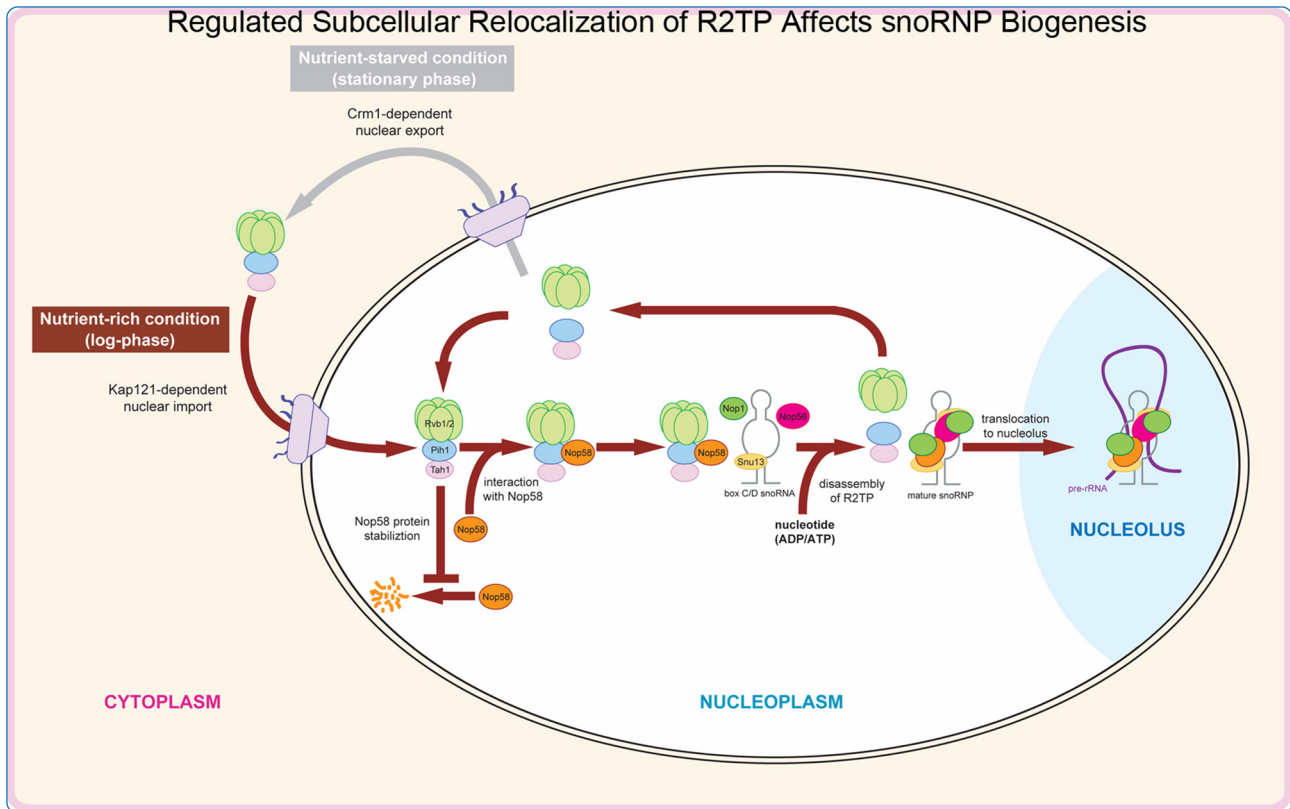 Regulated Subcellular Relocalization of R2TP Affects snoRNP Biogenesis
Nutrient-starved condition
(stationary phase)
Crm1-dependent
nuclear export
Nutrient-rich condition
(log-phase)
Kap121-dependent
nuclear import
Rvb1/2
Pih1
Tah1
Nop58 protein
stabiliztion
Nop58
interaction
with Nop58
Nop58
Nop58
Nop58
Nop1
Nop56
Snu13
box C/D snoRNA
nucleotide
(ADP/ATP)
disassembly
of R2TP
mature snoRNP
translocation
to nucleolus
pre-rRNA
NUCLEOLUS
CYTOPLASM
NUCLEOPLASM